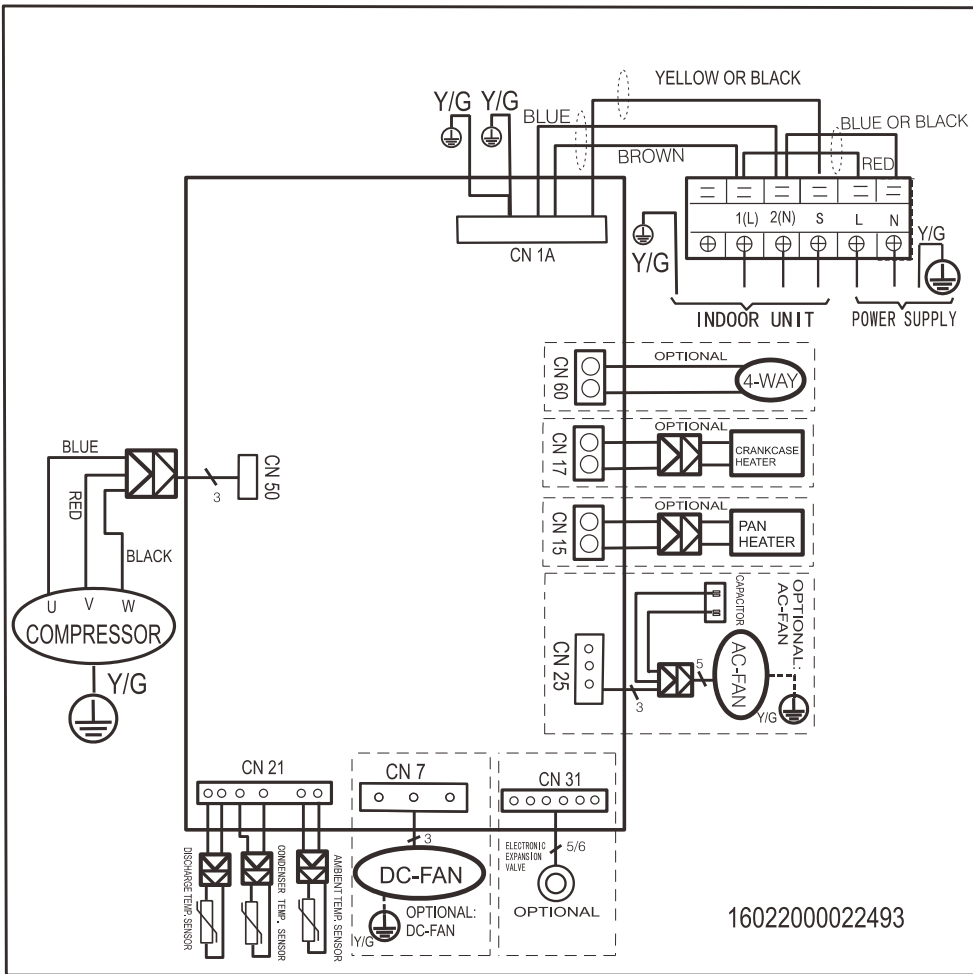 YELLOW OR BLACK
Y/G
Y/G
BLUE
BLUE OR BLACK
BROWN
RED
1(L) 2(N) S L N
CN 1A
Y/G
Y/G
INDOOR UNIT
POWER SUPPLY
OPTIONAL
CN 60
4-WAY
OPTIONAL
CN 17
CRANKCASE
HEATER
OPTIONAL
CN 15
PAN
HEATER
BLUE
RED
BLACK
CN 50
3
U V W
COMPRESSOR
Y/G
CAPACITOR
OPTIONAL:
AC-FAN
CN 25
3
5
AC-FAN
Y/G
CN 21
DISCHARGE TEMP. SENSOR
CONDENSER TEMP. SENSOR
AMBIENT TEMP. SENSOR
CN 7
3
DC-FAN
OPTIONAL:
DC-FAN
Y/G
CN 31
ELECTRONIC
EXPANSION
VALVE
5/6
OPTIONAL
16022000022493